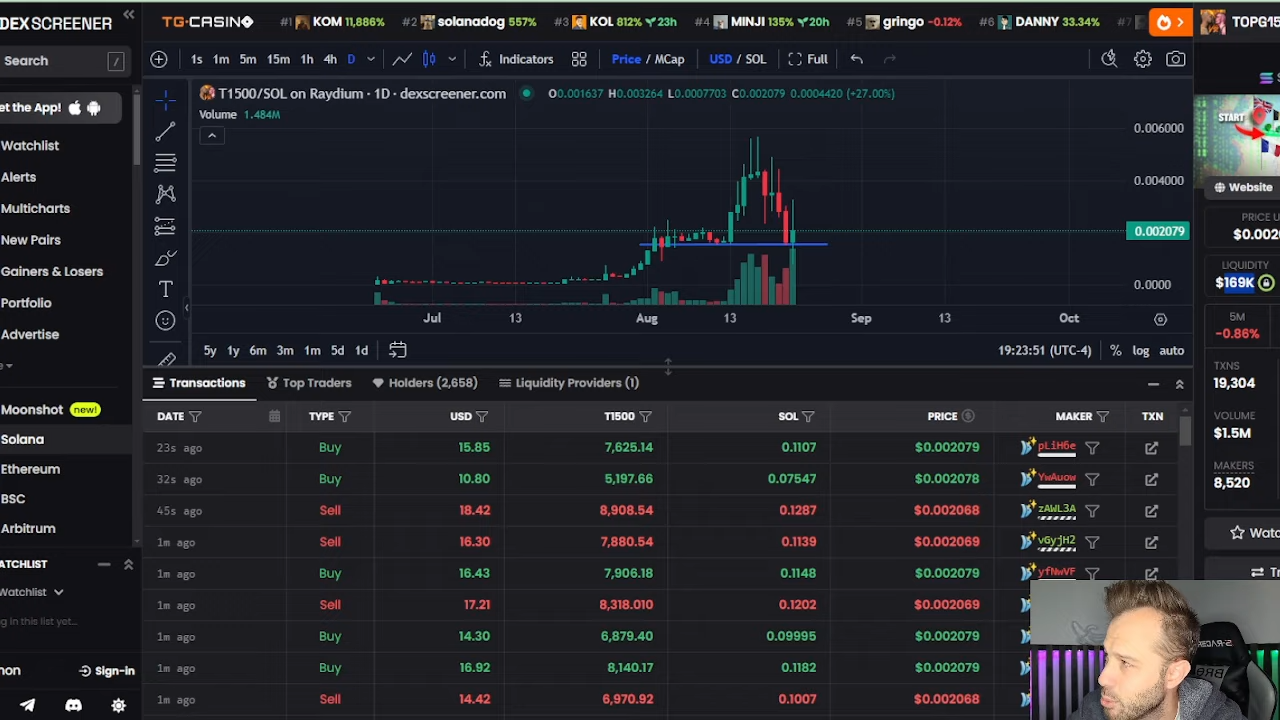 DEX SCREENER
Search /
et the App!
Watchlist
Alerts
Multicharts
New Pairs
Gainers & Losers
Portfolio
Advertise
e
Moonshot new!
Solana
Ethereum
BSC
Arbitrum
ATCHLIST
Watchlist
g in this list yet...
mon Sign-in
TG.CASINO #1 KOM 11,886% #2 solanadog 557% #3 KOL 812% 23h #4 MINJI 135% 20h #5 gringo -0.12% #6 DANNY 33.34% #7
1s 1m 5m 15m 1h 4h D Indicators Price / MCap USD / SOL Full
T1500/SOL on Raydium · 1D · dexscreener.com O0.001637 H0.003264 L0.0007703 C0.002079 0.0004420 (+27.00%)
Volume 1.484M
0.006000
0.004000
0.002079
0.0000
Jul 13 Aug 13 Sep 13 Oct
5y 1y 6m 3m 1m 5d 1d 19:23:51 (UTC-4) % log auto
Transactions Top Traders Holders (2,658) Liquidity Providers (1)
DATE TYPE USD T1500 SOL PRICE MAKER TXN
23s ago Buy 15.85 7,625.14 0.1107 $0.002079 pLiH6e
32s ago Buy 10.80 5,197.66 0.07547 $0.002078 YwAuow
45s ago Sell 18.42 8,908.54 0.1287 $0.002068 zAWL3A
1m ago Sell 16.30 7,880.54 0.1139 $0.002069 vGyjH2
1m ago Buy 16.43 7,906.18 0.1148 $0.002079 yfNwVF
1m ago Sell 17.21 8,318.010 0.1202 $0.002069
1m ago Buy 14.30 6,879.40 0.09995 $0.002079
1m ago Buy 16.92 8,140.17 0.1182 $0.002079
1m ago Sell 14.42 6,970.92 0.1007 $0.002068
TOPG15
START
Website
PRICE U
$0.002
LIQUIDITY
$169K
5M
-0.86%
TXNS
19,304
VOLUME
$1.5M
MAKERS
8,520
Watc
Tr